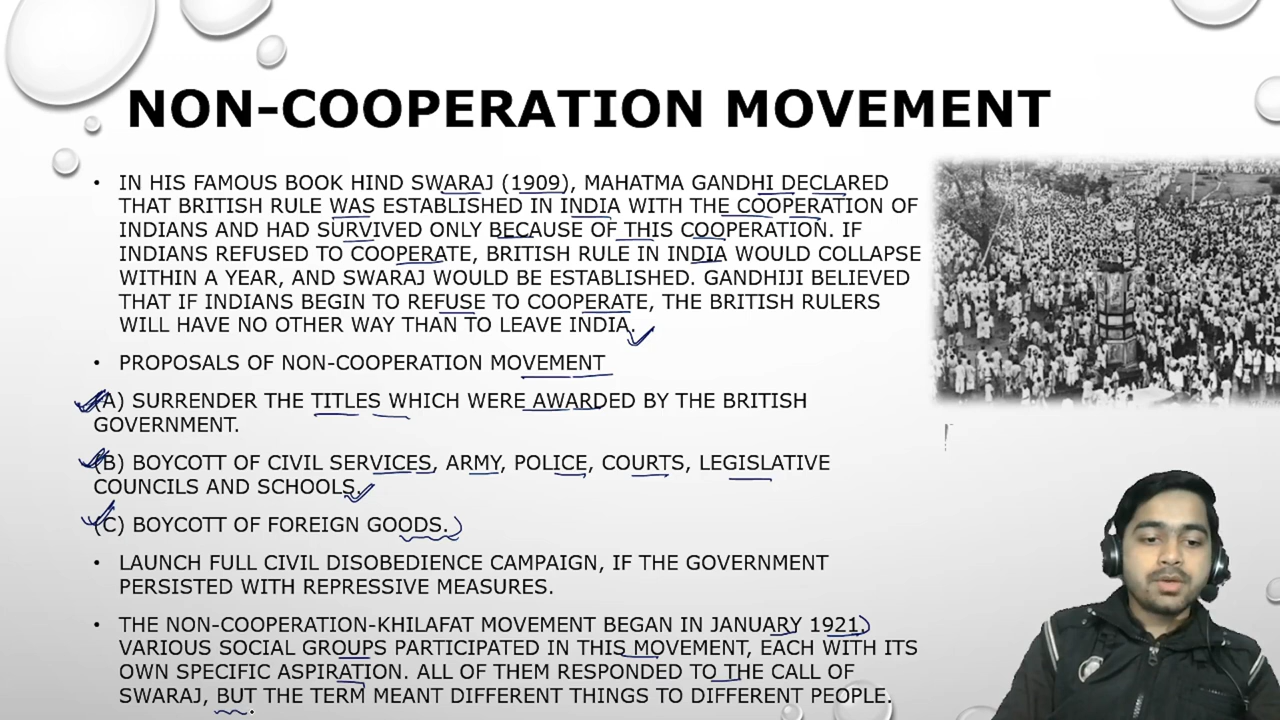 NON-COOPERATION MOVEMENT
• IN HIS FAMOUS BOOK HIND SWARAJ (1909), MAHATMA GANDHI DECLARED
THAT BRITISH RULE WAS ESTABLISHED IN INDIA WITH THE COOPERATION OF
INDIANS AND HAD SURVIVED ONLY BECAUSE OF THIS COOPERATION. IF
INDIANS REFUSED TO COOPERATE, BRITISH RULE IN INDIA WOULD COLLAPSE
WITHIN A YEAR, AND SWARAJ WOULD BE ESTABLISHED. GANDHIJI BELIEVED
THAT IF INDIANS BEGIN TO REFUSE TO COOPERATE, THE BRITISH RULERS
WILL HAVE NO OTHER WAY THAN TO LEAVE INDIA.
• PROPOSALS OF NON-COOPERATION MOVEMENT
(A) SURRENDER THE TITLES WHICH WERE AWARDED BY THE BRITISH
GOVERNMENT.
(B) BOYCOTT OF CIVIL SERVICES, ARMY, POLICE, COURTS, LEGISLATIVE
COUNCILS AND SCHOOLS.
(C) BOYCOTT OF FOREIGN GOODS.
• LAUNCH FULL CIVIL DISOBEDIENCE CAMPAIGN, IF THE GOVERNMENT
PERSISTED WITH REPRESSIVE MEASURES.
• THE NON-COOPERATION-KHILAFAT MOVEMENT BEGAN IN JANUARY 1921.
VARIOUS SOCIAL GROUPS PARTICIPATED IN THIS MOVEMENT, EACH WITH ITS
OWN SPECIFIC ASPIRATION. ALL OF THEM RESPONDED TO THE CALL OF
SWARAJ, BUT THE TERM MEANT DIFFERENT THINGS TO DIFFERENT PEOPLE.